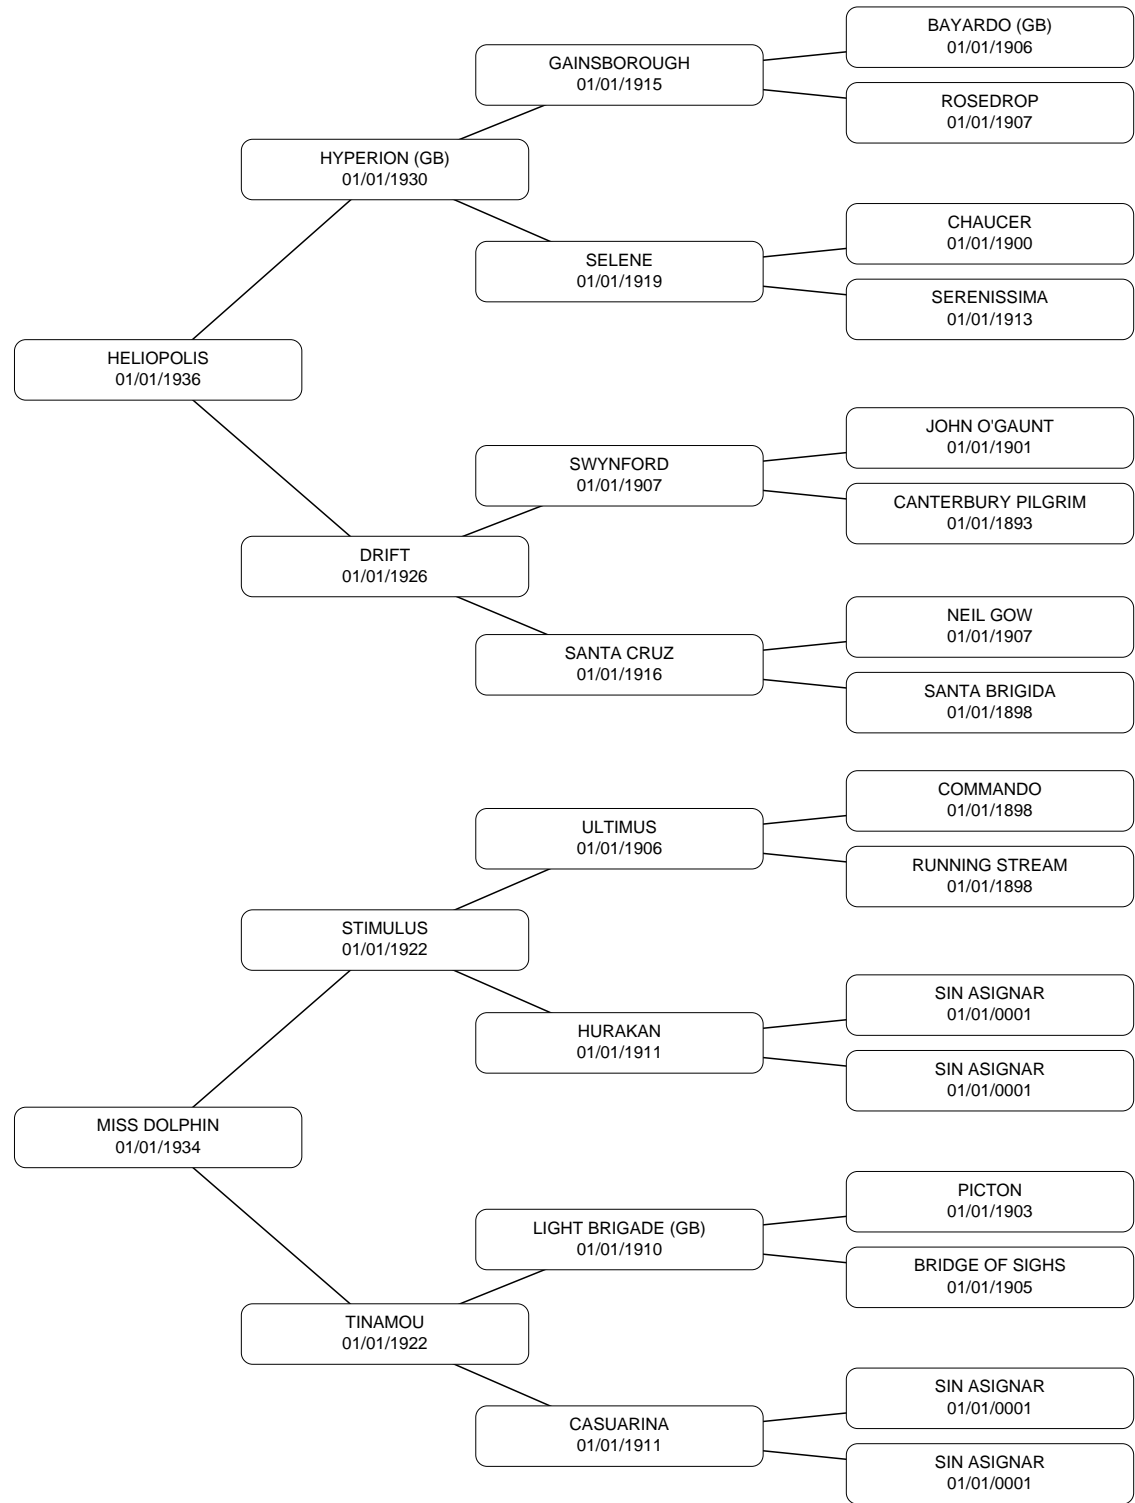 BAYARDO (GB)
01/01/1906
GAINSBOROUGH
01/01/1915
ROSEDROP
01/01/1907
HYPERION (GB)
01/01/1930
CHAUCER
01/01/1900
SELENE
01/01/1919
SERENISSIMA
01/01/1913
HELIOPOLIS
01/01/1936
JOHN O'GAUNT
01/01/1901
SWYNFORD
01/01/1907
CANTERBURY PILGRIM
01/01/1893
DRIFT
01/01/1926
NEIL GOW
01/01/1907
SANTA CRUZ
01/01/1916
SANTA BRIGIDA
01/01/1898
COMMANDO
01/01/1898
ULTIMUS
01/01/1906
RUNNING STREAM
01/01/1898
STIMULUS
01/01/1922
SIN ASIGNAR
01/01/0001
HURAKAN
01/01/1911
SIN ASIGNAR
01/01/0001
MISS DOLPHIN
01/01/1934
PICTON
01/01/1903
LIGHT BRIGADE (GB)
01/01/1910
BRIDGE OF SIGHS
01/01/1905
TINAMOU
01/01/1922
SIN ASIGNAR
01/01/0001
CASUARINA
01/01/1911
SIN ASIGNAR
01/01/0001